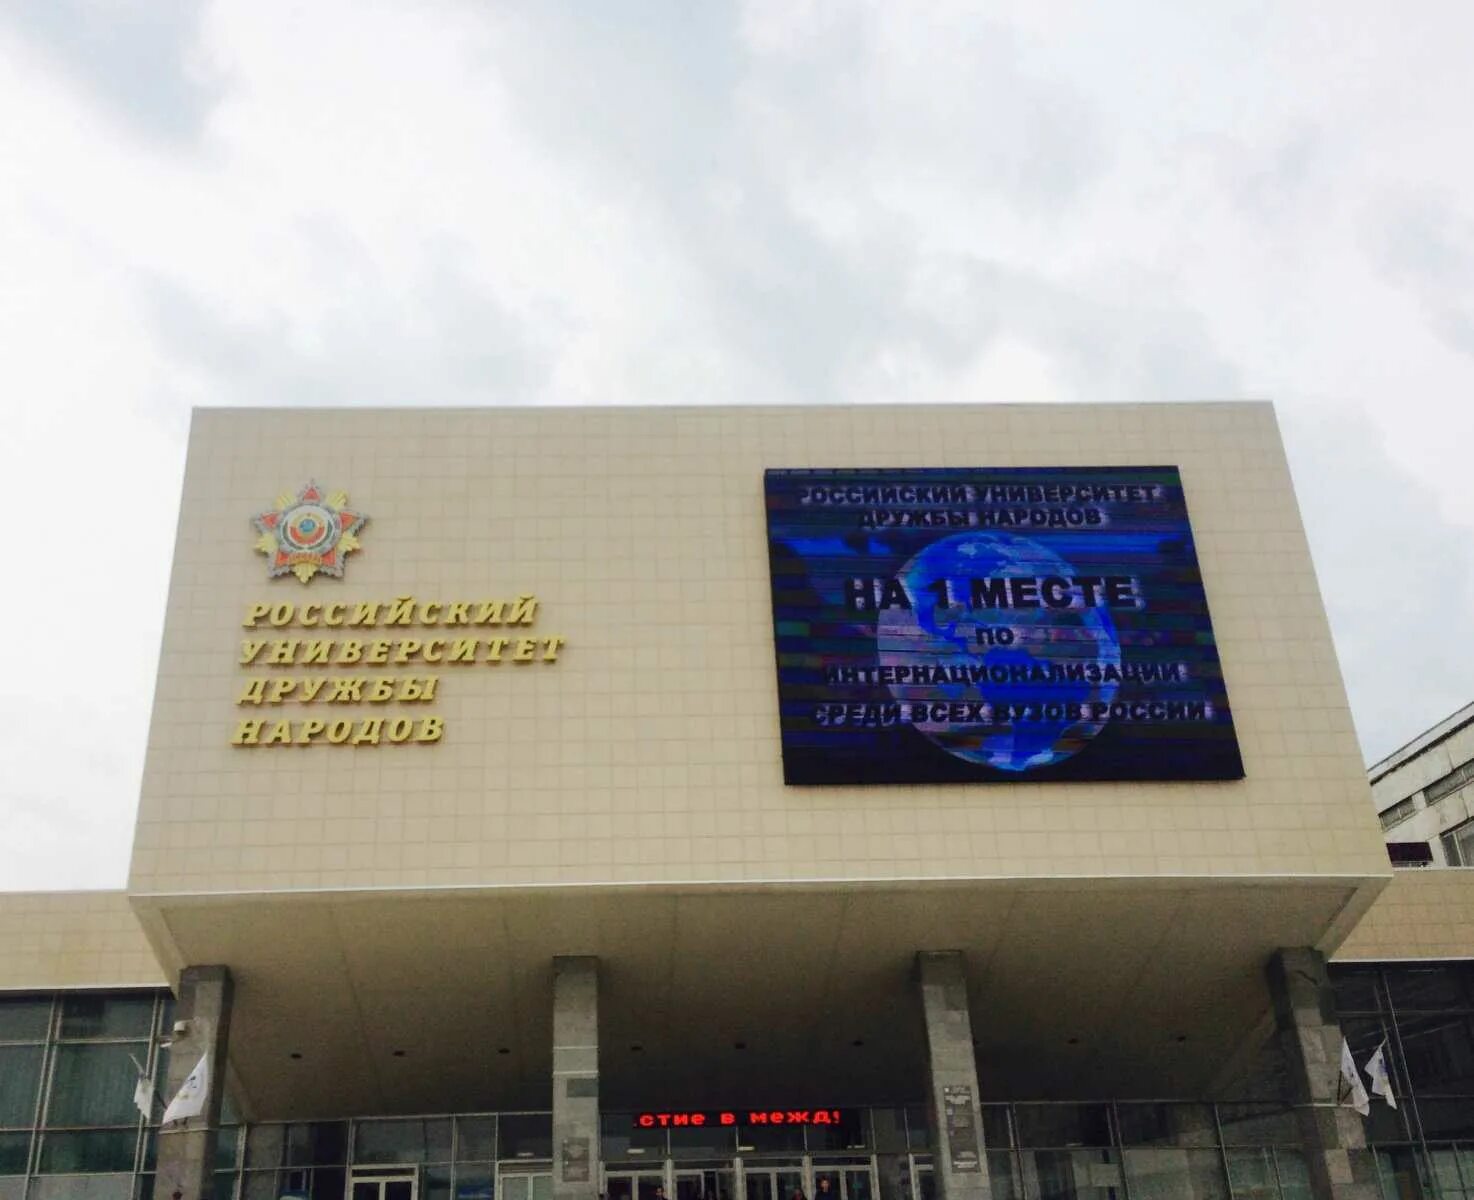 РОССИЙСКИЙ
УНИВЕРСИТЕТ
ДРУЖБЫ
НАРОДОВ
РОССИЙСКИЙ УНИВЕРСИТЕТ
ДРУЖБЫ НАРОДОВ
НА 1 МЕСТЕ
ПО
ИНТЕРНАЦИОНАЛИЗАЦИИ
СРЕДИ ВСЕХ ВУЗОВ РОССИИ
стие в межд